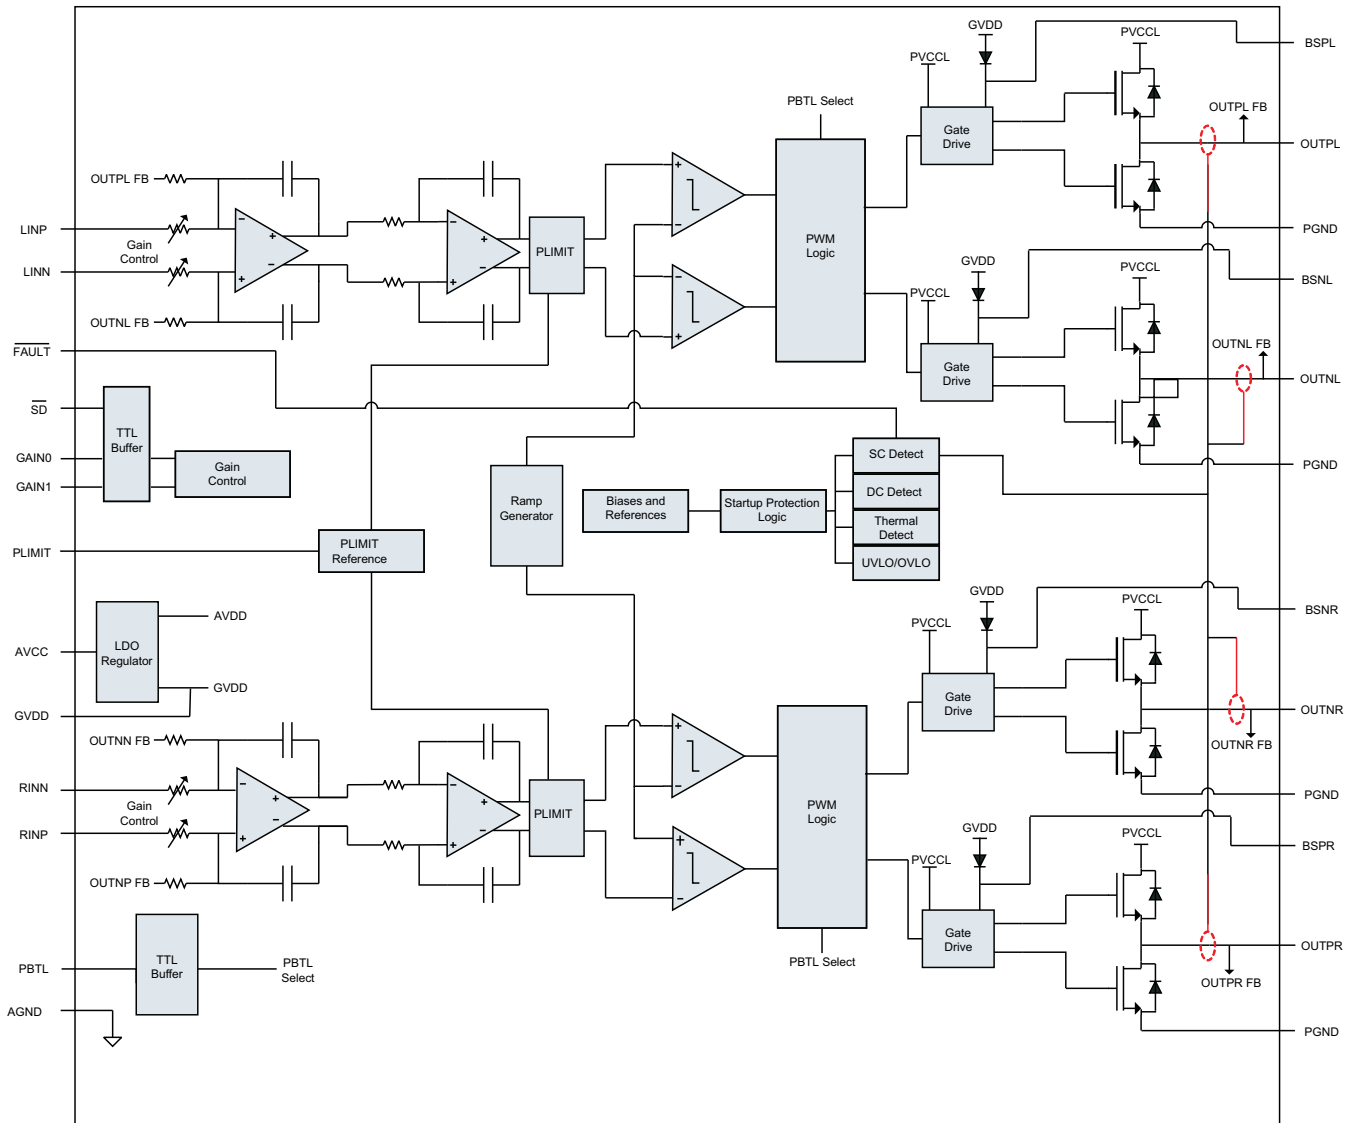 GVDD
PVCCL
BSPL
PVCCL
PBTL Select
OUTPL FB
Gate
Drive
OUTPL
OUTPL FB
LINP
Gain
Control
LINN
PLIMIT
PWM
Logic
PGND
GVDD
PVCCL
BSNL
PVCCL
OUTNL FB
OUTNL FB
FAULT
Gate
Drive
OUTNL
SD
TTL
Buffer
GAIN0
GAIN1
Gain
Control
SC Detect
PGND
Ramp
Generator
Biases and
References
Startup Protection
Logic
DC Detect
Thermal
Detect
UVLO/OVLO
PLIMIT
PLIMIT
Reference
GVDD
PVCCL
BSNR
PVCCL
AVDD
AVCC
LDO
Regulator
GVDD
GVDD
Gate
Drive
OUTNR
OUTNN FB
OUTNR FB
RINN
Gain
Control
RINP
PLIMIT
PWM
Logic
PGND
GVDD
PVCCL
BSPR
PVCCL
OUTNP FB
Gate
Drive
OUTPR
PBTL
TTL
Buffer
PBTL
Select
PBTL Select
OUTPR FB
AGND
PGND